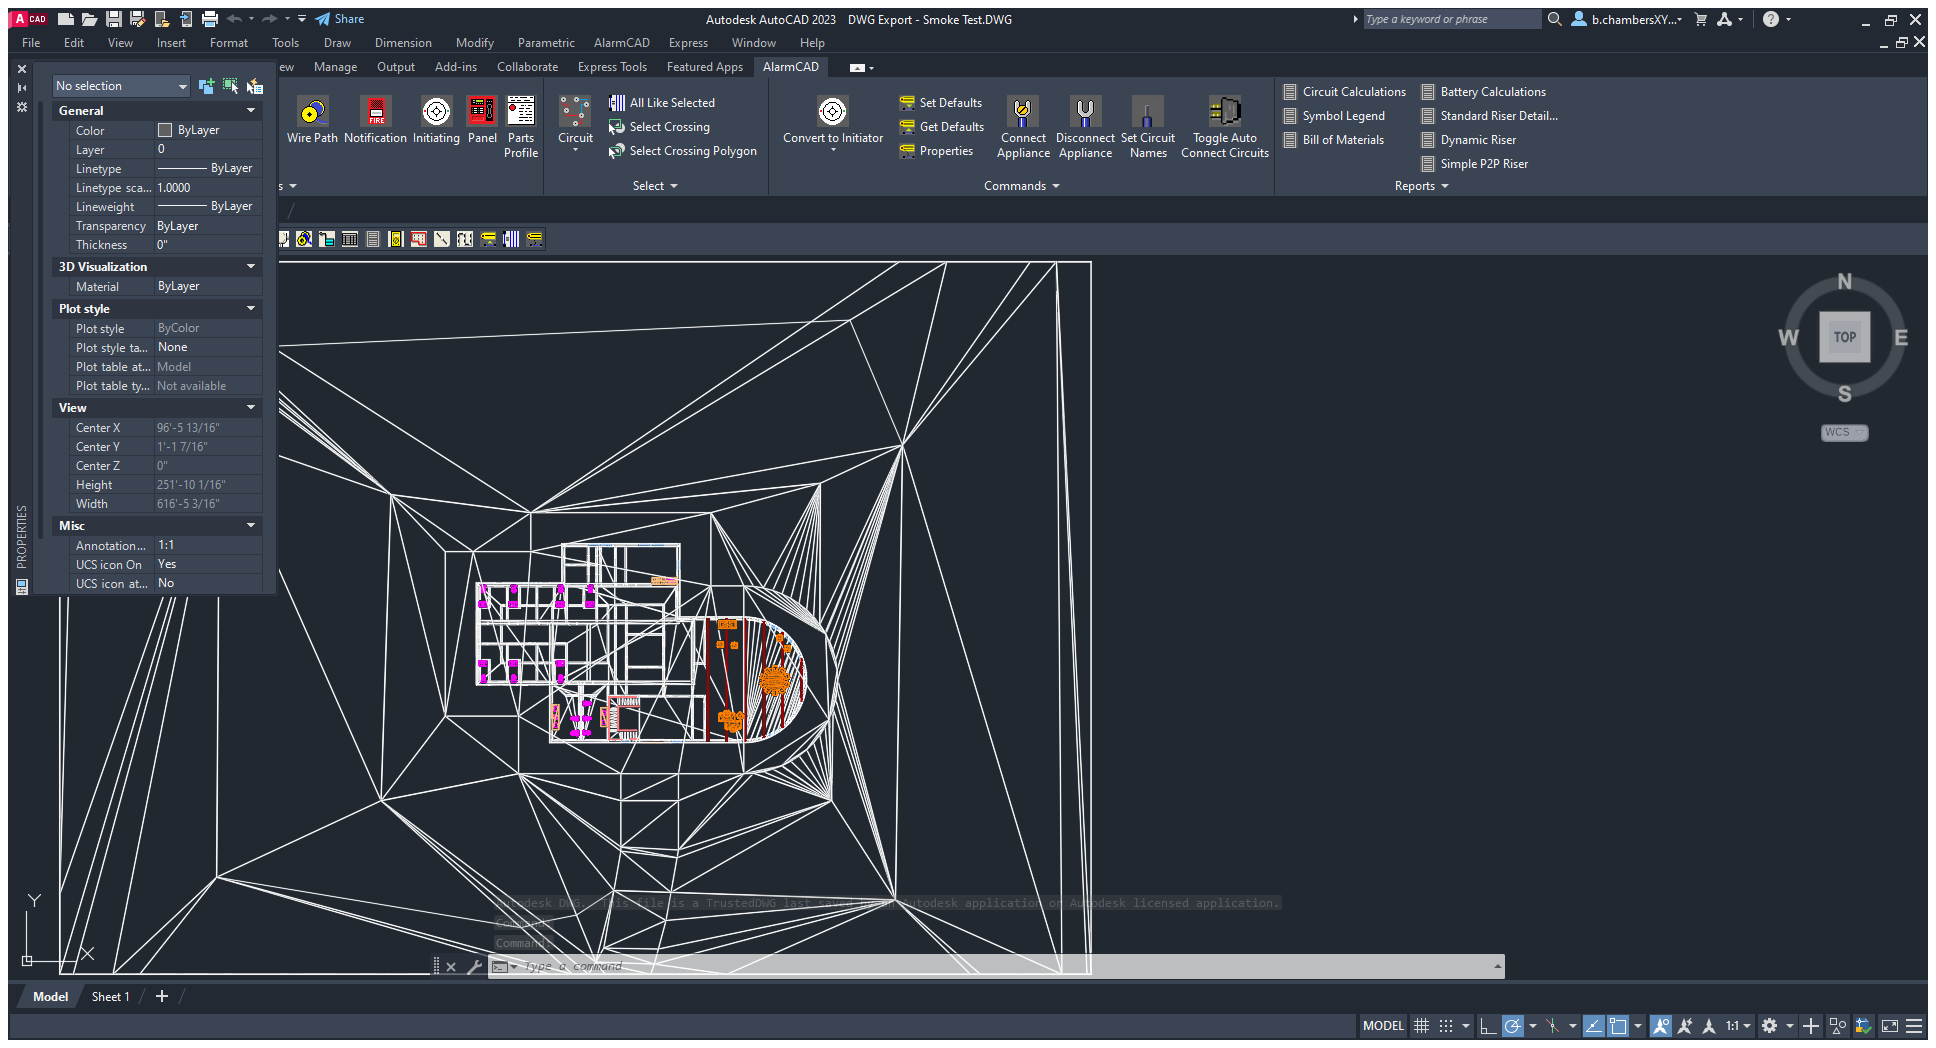 A CAD
Share
Autodesk AutoCAD 2023 DWG Export - Smoke Test.DWG
Type a keyword or phrase
b.chambersXY...
File Edit View Insert Format Tools Draw Dimension Modify Parametric AlarmCAD Express Window Help
ew Manage Output Add-ins Collaborate Express Tools Featured Apps AlarmCAD
No selection
General
Color ByLayer
Layer 0
Linetype ByLayer
Linetype sca... 1.0000
Lineweight ByLayer
Transparency ByLayer
Thickness 0"
3D Visualization
Material ByLayer
Plot style
Plot style ByColor
Plot style ta... None
Plot table at... Model
Plot table ty... Not available
View
Center X 96'-5 13/16"
Center Y 1'-1 7/16"
Center Z 0"
Height 251'-10 1/16"
Width 616'-5 3/16"
Misc
Annotation... 1:1
UCS icon On Yes
UCS icon at... No
PROPERTIES
Wire Path
FIRE
Notification
Initiating
Panel
Parts Profile
s
Circuit
All Like Selected
Select Crossing
Select Crossing Polygon
Select
Convert to Initiator
Set Defaults
Get Defaults
Properties
Connect Appliance
Disconnect Appliance
Set Circuit Names
Toggle Auto Connect Circuits
Commands
Circuit Calculations
Symbol Legend
Bill of Materials
Battery Calculations
Standard Riser Detail...
Dynamic Riser
Simple P2P Riser
Reports
N
W TOP E
S
WCS
Y
X
Autodesk DWG. This file is a TrustedDWG last saved by an Autodesk application or Autodesk licensed application.
Command:
Command:
Type a command
Model Sheet 1 +
MODEL 1:1